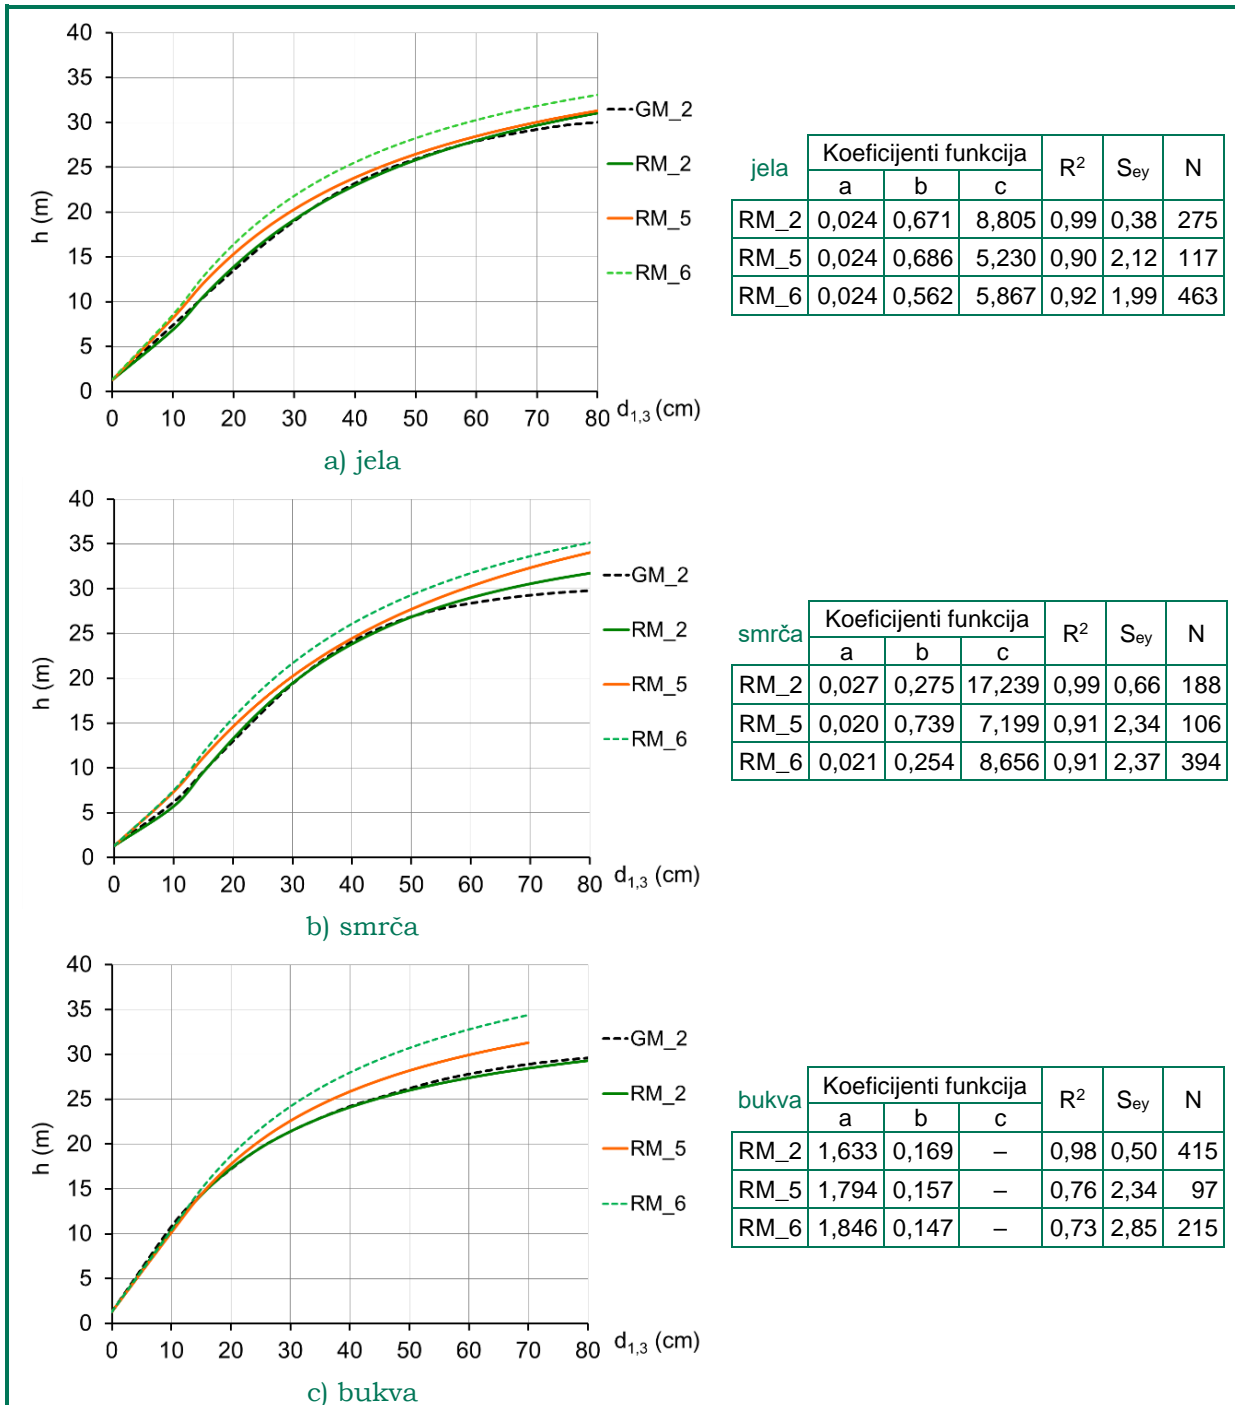 40
35
30
25
20
15
10
5
0
h (m)
0 10 20 30 40 50 60 70 80 d1,3 (cm)
GM_2
RM_2
RM_5
RM_6
a) jela
jela Koeficijenti funkcija R² Sey N
a b c
RM_2 0,024 0,671 8,805 0,99 0,38 275
RM_5 0,024 0,686 5,230 0,90 2,12 117
RM_6 0,024 0,562 5,867 0,92 1,99 463
40
35
30
25
20
15
10
5
0
h (m)
0 10 20 30 40 50 60 70 80 d1,3 (cm)
GM_2
RM_2
RM_5
RM_6
b) smrča
smrča Koeficijenti funkcija R² Sey N
a b c
RM_2 0,027 0,275 17,239 0,99 0,66 188
RM_5 0,020 0,739 7,199 0,91 2,34 106
RM_6 0,021 0,254 8,656 0,91 2,37 394
40
35
30
25
20
15
10
5
0
h (m)
0 10 20 30 40 50 60 70 80 d1,3 (cm)
GM_2
RM_2
RM_5
RM_6
c) bukva
bukva Koeficijenti funkcija R² Sey N
a b c
RM_2 1,633 0,169 – 0,98 0,50 415
RM_5 1,794 0,157 – 0,76 2,34 97
RM_6 1,846 0,147 – 0,73 2,85 215